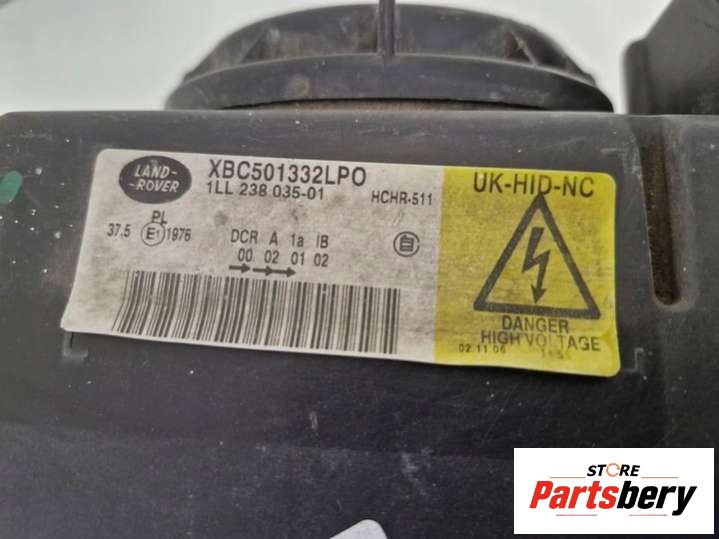 LAND-
ROVER
XBC501332LPO
1LL 238 035-01
HCHR-511
PL
37.5 E1 1976
DCR A 1a IB
00 02 01 02
UK-HID-NC
DANGER
HIGH VOLTAGE
02.11.06
STORE
Partsbery